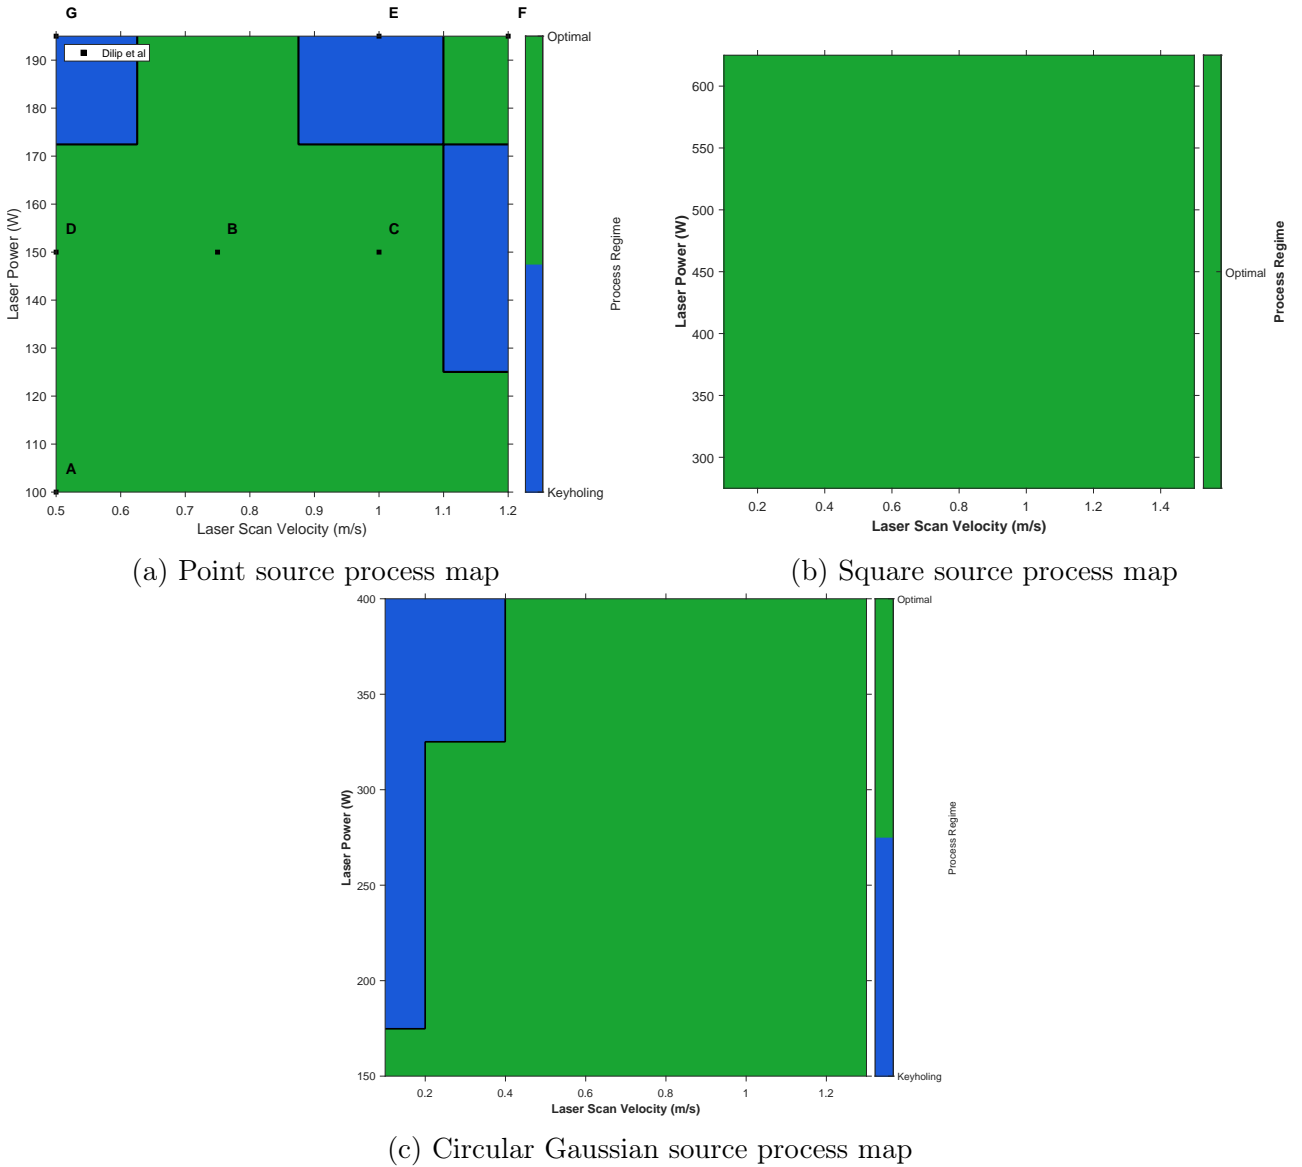 G E F
Dilip et al
Optimal
190
180
170
160
150
140
130
120
110
100
Laser Power (W)
D B C
A
0.5 0.6 0.7 0.8 0.9 1 1.1 1.2
Laser Scan Velocity (m/s)
Keyholing
Process Regime
(a) Point source process map
600
550
500
450
400
350
300
Laser Power (W)
0.2 0.4 0.6 0.8 1 1.2 1.4
Laser Scan Velocity (m/s)
Optimal
Process Regime
(b) Square source process map
400
350
300
250
200
150
Laser Power (W)
0.2 0.4 0.6 0.8 1 1.2
Laser Scan Velocity (m/s)
Optimal
Keyholing
Process Regime
(c) Circular Gaussian source process map